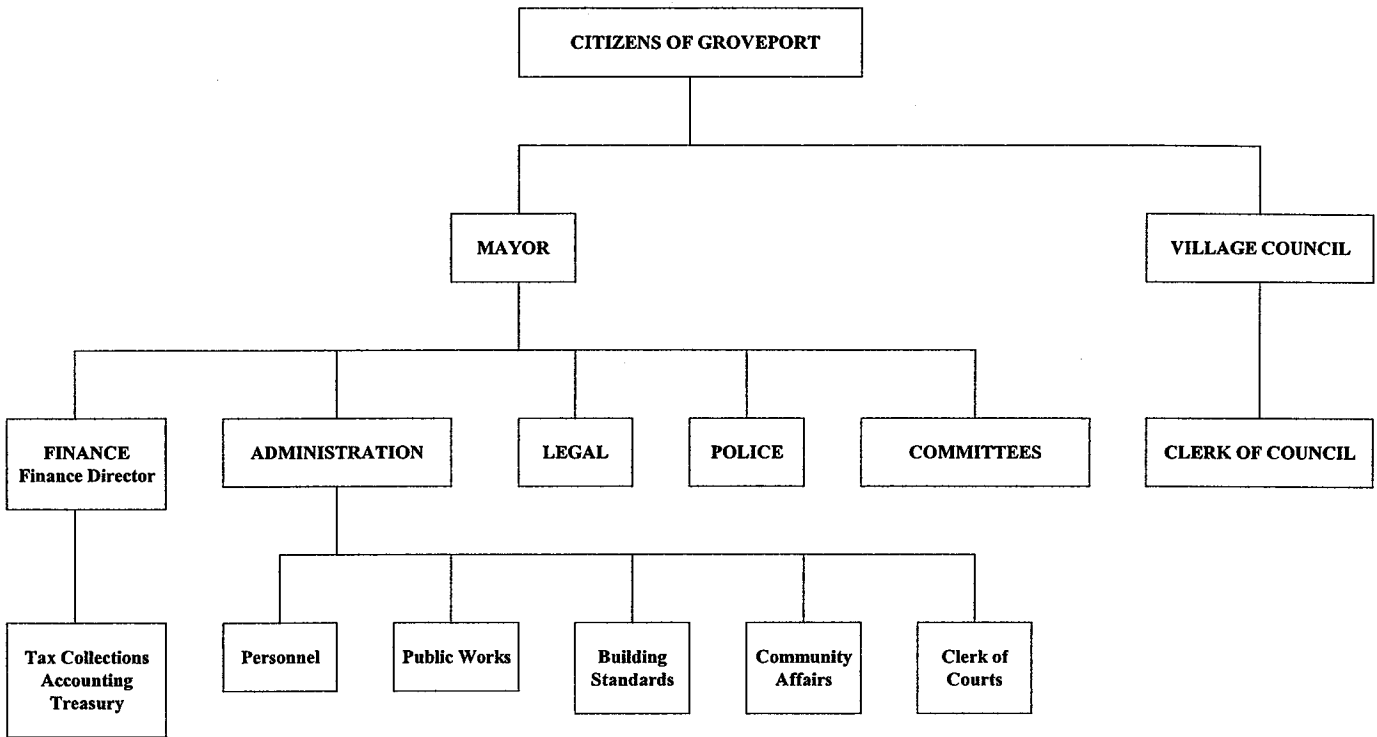 CITIZENS OF GROVEPORT
MAYOR
VILLAGE COUNCIL
FINANCE
Finance Director
ADMINISTRATION
LEGAL
POLICE
COMMITTEES
CLERK OF COUNCIL
Tax Collections
Accounting
Treasury
Personnel
Public Works
Building
Standards
Community
Affairs
Clerk of
Courts